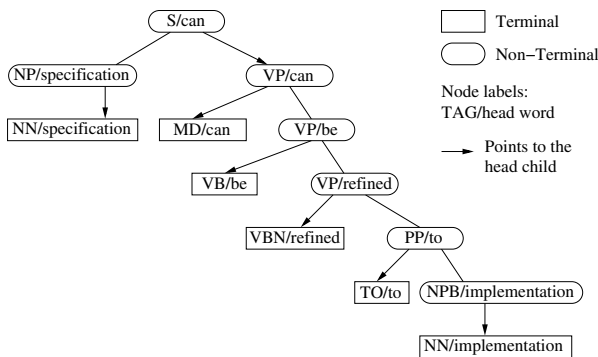 S/can
Terminal
NP/specification
VP/can
Non−Terminal
NN/specification
MD/can
VP/be
Node labels:
TAG/head word
VB/be
VP/refined
Points to the
head child
VBN/refined
PP/to
TO/to
NPB/implementation
NN/implementation